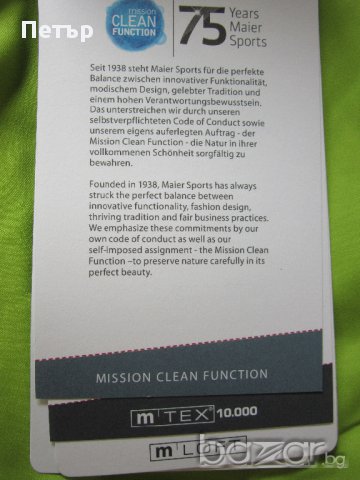 Петър
mission
CLEAN
FUNCTION
75 Years
Maier
Sports
Seit 1938 steht Maier Sports für die perfekte
Balance zwischen innovativer Funktionalität,
modischem Design, gelebter Tradition und
einem hohen Verantwortungsbewusstsein.
Das unterstreichen wir durch unseren
selbstverpflichteten Code of Conduct sowie
unserem eigens auferlegten Auftrag - der
Mission Clean Function - die Natur in ihrer
vollkommenen Schönheit sorgfältig zu
bewahren.
Founded in 1938, Maier Sports has always
struck the perfect balance between
innovative functionality, fashion design,
thriving tradition and fair business practices.
We emphasize these commitments by our
own code of conduct as well as our
self-imposed assignment - the Mission Clean
Function –to preserve nature carefully in its
perfect beauty.
MISSION CLEAN FUNCTION
m TEX 10.000
m LOFT
bazar.bg